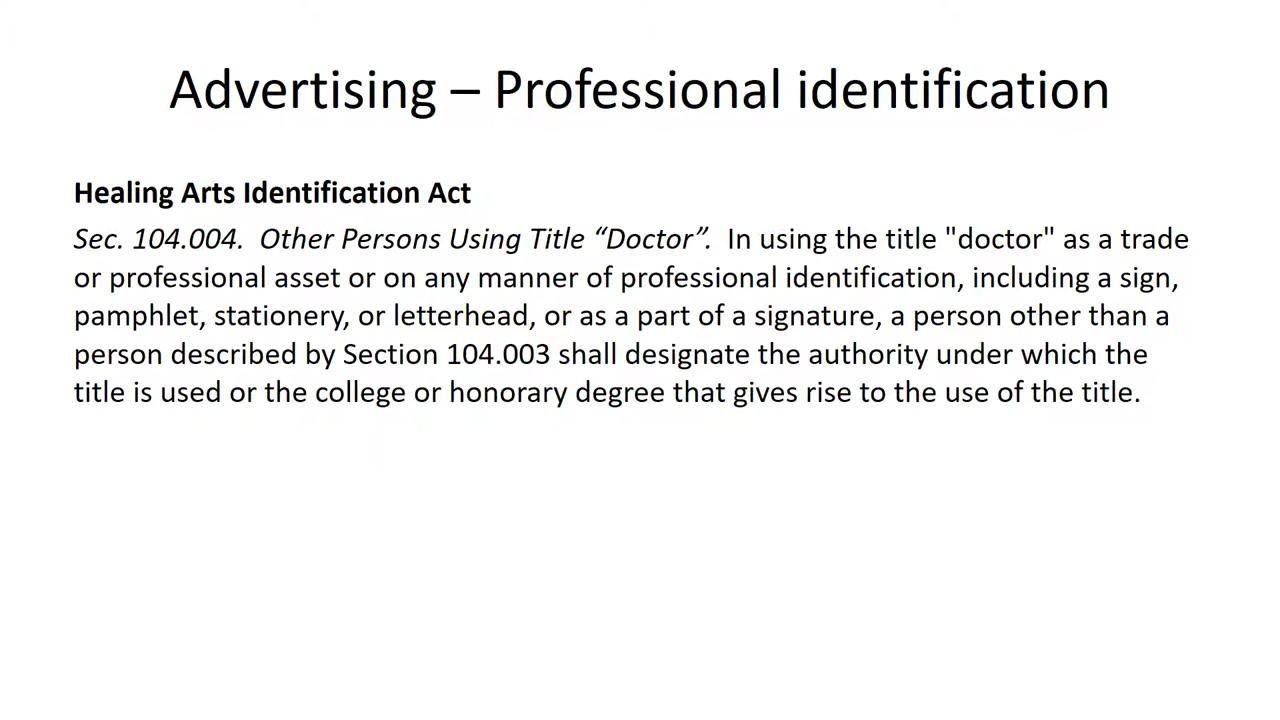 Advertising – Professional identification
Healing Arts Identification Act
Sec. 104.004.  Other Persons Using Title “Doctor”.  In using the title "doctor" as a trade
or professional asset or on any manner of professional identification, including a sign,
pamphlet, stationery, or letterhead, or as a part of a signature, a person other than a
person described by Section 104.003 shall designate the authority under which the
title is used or the college or honorary degree that gives rise to the use of the title.